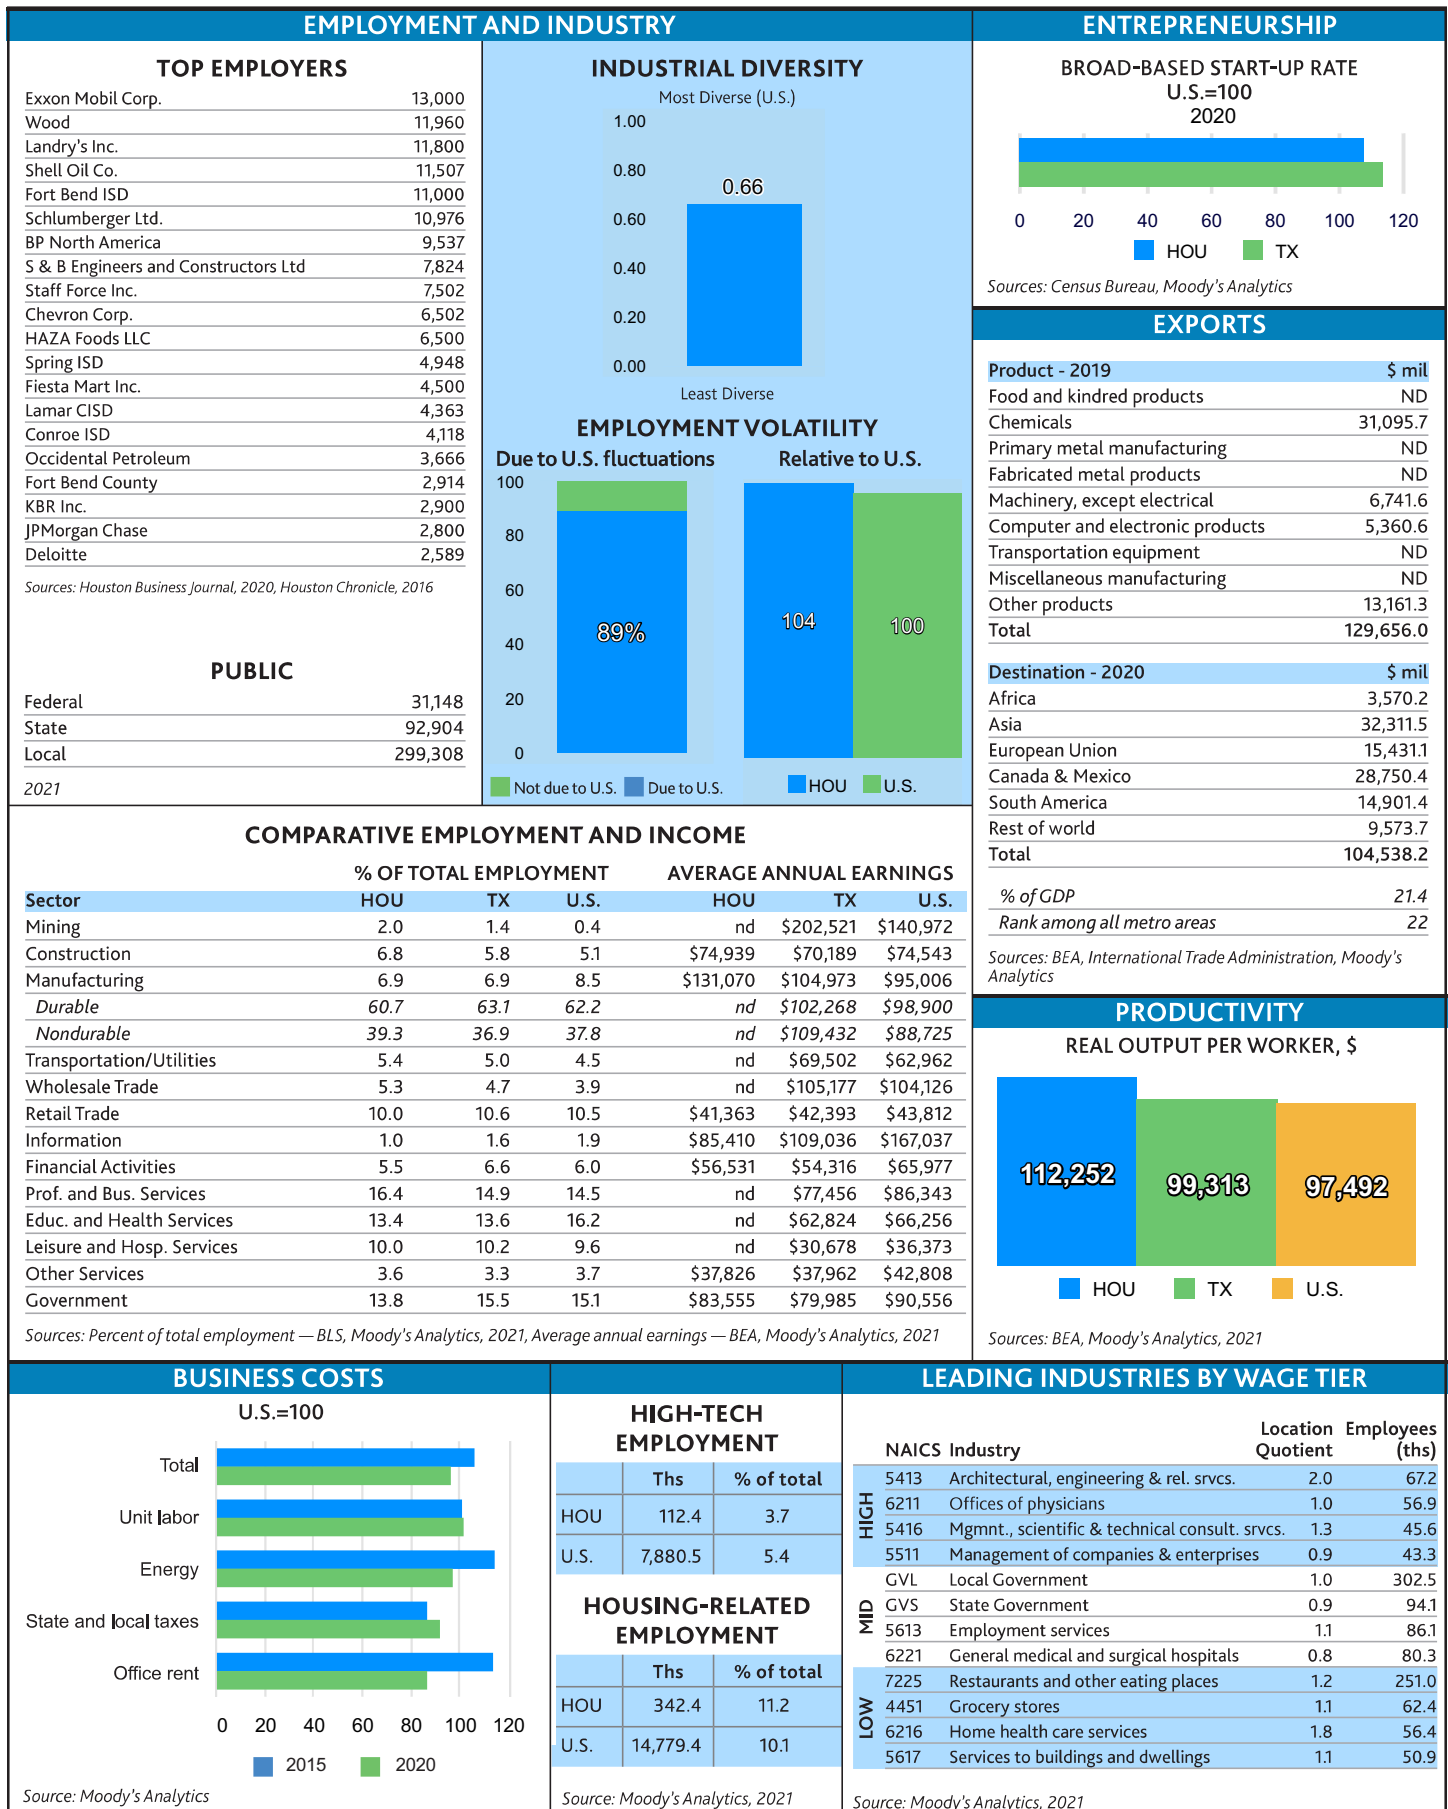 EMPLOYMENT AND INDUSTRY
TOP EMPLOYERS
Exxon Mobil Corp. 13,000
Wood 11,960
Landry's Inc. 11,800
Shell Oil Co. 11,507
Fort Bend ISD 11,000
Schlumberger Ltd. 10,976
BP North America 9,537
S & B Engineers and Constructors Ltd 7,824
Staff Force Inc. 7,502
Chevron Corp. 6,502
HAZA Foods LLC 6,500
Spring ISD 4,948
Fiesta Mart Inc. 4,500
Lamar CISD 4,363
Conroe ISD 4,118
Occidental Petroleum 3,666
Fort Bend County 2,914
KBR Inc. 2,900
JPMorgan Chase 2,800
Deloitte 2,589
Sources: Houston Business Journal, 2020, Houston Chronicle, 2016
PUBLIC
Federal 31,148
State 92,904
Local 299,308
2021
INDUSTRIAL DIVERSITY
Most Diverse (U.S.)
1.00
0.80
0.66
0.60
0.40
0.20
0.00
Least Diverse
EMPLOYMENT VOLATILITY
Due to U.S. fluctuations Relative to U.S.
100
80
60
89% 104 100
40
20
0
Not due to U.S. Due to U.S. HOU U.S.
ENTREPRENEURSHIP
BROAD-BASED START-UP RATE
U.S.=100
2020
0 20 40 60 80 100 120
HOU TX
Sources: Census Bureau, Moody's Analytics
EXPORTS
Product - 2019 $ mil
Food and kindred products ND
Chemicals 31,095.7
Primary metal manufacturing ND
Fabricated metal products ND
Machinery, except electrical 6,741.6
Computer and electronic products 5,360.6
Transportation equipment ND
Miscellaneous manufacturing ND
Other products 13,161.3
Total 129,656.0
Destination - 2020 $ mil
Africa 3,570.2
Asia 32,311.5
European Union 15,431.1
Canada & Mexico 28,750.4
South America 14,901.4
Rest of world 9,573.7
Total 104,538.2
% of GDP 21.4
Rank among all metro areas 22
Sources: BEA, International Trade Administration, Moody's
Analytics
COMPARATIVE EMPLOYMENT AND INCOME
% OF TOTAL EMPLOYMENT AVERAGE ANNUAL EARNINGS
Sector HOU TX U.S. HOU TX U.S.
Mining 2.0 1.4 0.4 nd $202,521 $140,972
Construction 6.8 5.8 5.1 $74,939 $70,189 $74,543
Manufacturing 6.9 6.9 8.5 $131,070 $104,973 $95,006
Durable 60.7 63.1 62.2 nd $102,268 $98,900
Nondurable 39.3 36.9 37.8 nd $109,432 $88,725
Transportation/Utilities 5.4 5.0 4.5 nd $69,502 $62,962
Wholesale Trade 5.3 4.7 3.9 nd $105,177 $104,126
Retail Trade 10.0 10.6 10.5 $41,363 $42,393 $43,812
Information 1.0 1.6 1.9 $85,410 $109,036 $167,037
Financial Activities 5.5 6.6 6.0 $56,531 $54,316 $65,977
Prof. and Bus. Services 16.4 14.9 14.5 nd $77,456 $86,343
Educ. and Health Services 13.4 13.6 16.2 nd $62,824 $66,256
Leisure and Hosp. Services 10.0 10.2 9.6 nd $30,678 $36,373
Other Services 3.6 3.3 3.7 $37,826 $37,962 $42,808
Government 13.8 15.5 15.1 $83,555 $79,985 $90,556
Sources: Percent of total employment — BLS, Moody's Analytics, 2021, Average annual earnings — BEA, Moody's Analytics, 2021
PRODUCTIVITY
REAL OUTPUT PER WORKER, $
112,252 99,313 97,492
HOU TX U.S.
Sources: BEA, Moody's Analytics, 2021
BUSINESS COSTS
U.S.=100
Total
Unit labor
Energy
State and local taxes
Office rent
0 20 40 60 80 100 120
2015 2020
Source: Moody's Analytics
HIGH-TECH
EMPLOYMENT
Ths % of total
HOU 112.4 3.7
U.S. 7,880.5 5.4
HOUSING-RELATED
EMPLOYMENT
Ths % of total
HOU 342.4 11.2
U.S. 14,779.4 10.1
Source: Moody's Analytics, 2021
LEADING INDUSTRIES BY WAGE TIER
Location Employees
NAICS Industry Quotient (ths)
HIGH
5413 Architectural, engineering & rel. srvcs. 2.0 67.2
6211 Offices of physicians 1.0 56.9
5416 Mgmnt., scientific & technical consult. srvcs. 1.3 45.6
5511 Management of companies & enterprises 0.9 43.3
MID
GVL Local Government 1.0 302.5
GVS State Government 0.9 94.1
5613 Employment services 1.1 86.1
6221 General medical and surgical hospitals 0.8 80.3
LOW
7225 Restaurants and other eating places 1.2 251.0
4451 Grocery stores 1.1 62.4
6216 Home health care services 1.8 56.4
5617 Services to buildings and dwellings 1.1 50.9
Source: Moody's Analytics, 2021